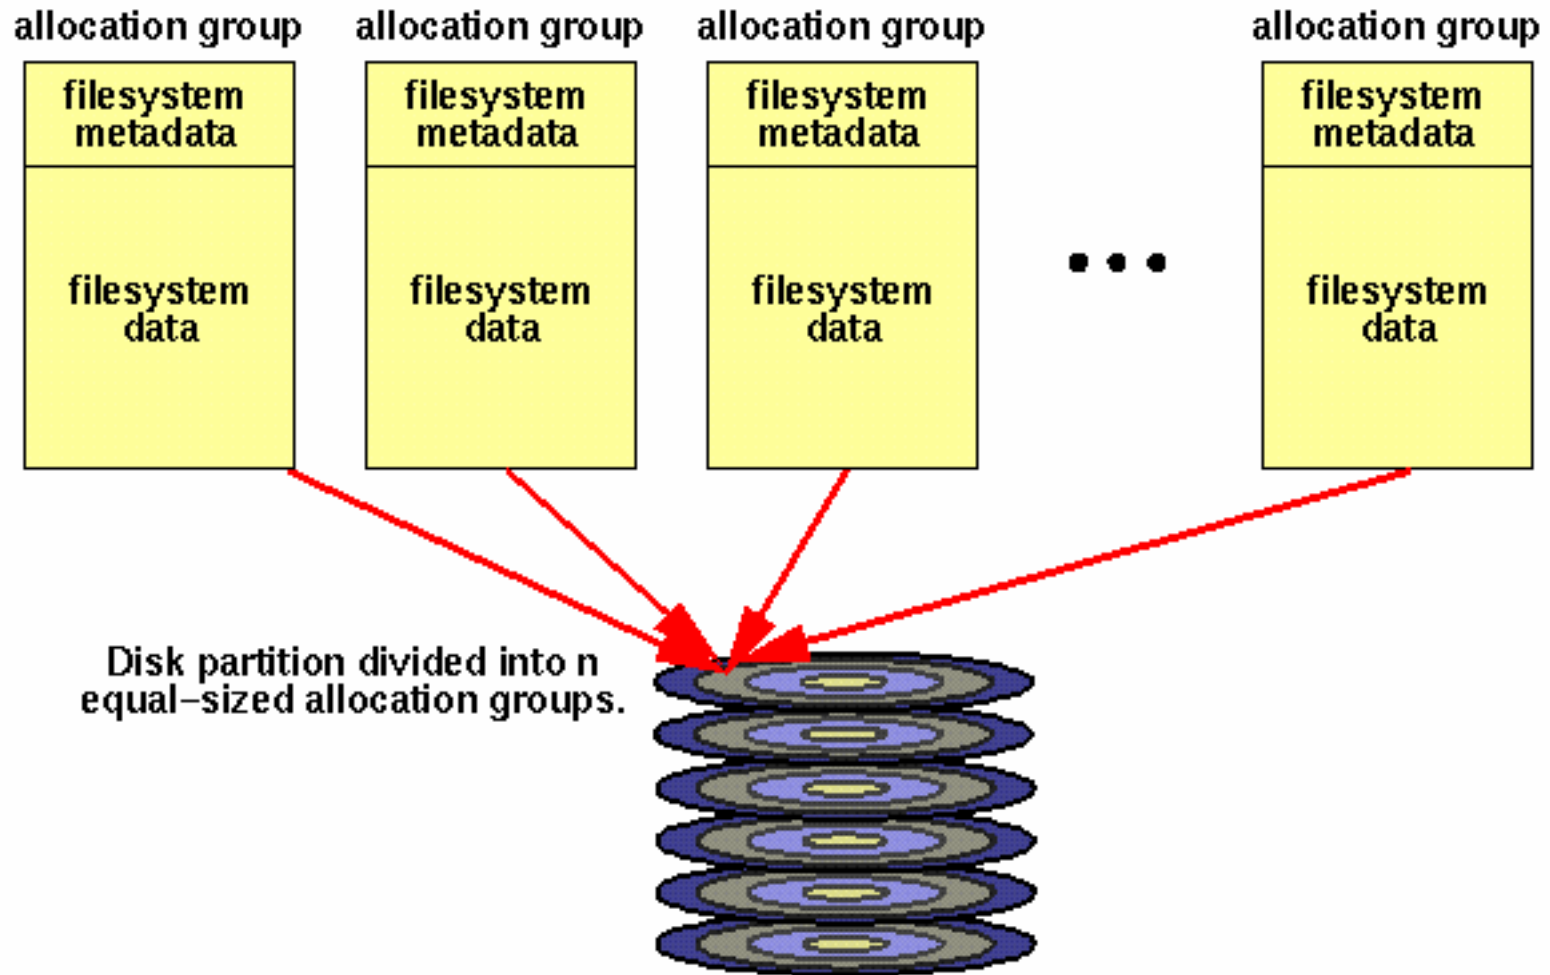 allocation group
allocation group
allocation group
allocation group
filesystem
metadata
filesystem
metadata
filesystem
metadata
filesystem
metadata
filesystem
data
filesystem
data
filesystem
data
filesystem
data
Disk partition divided into n
equal-sized allocation groups.